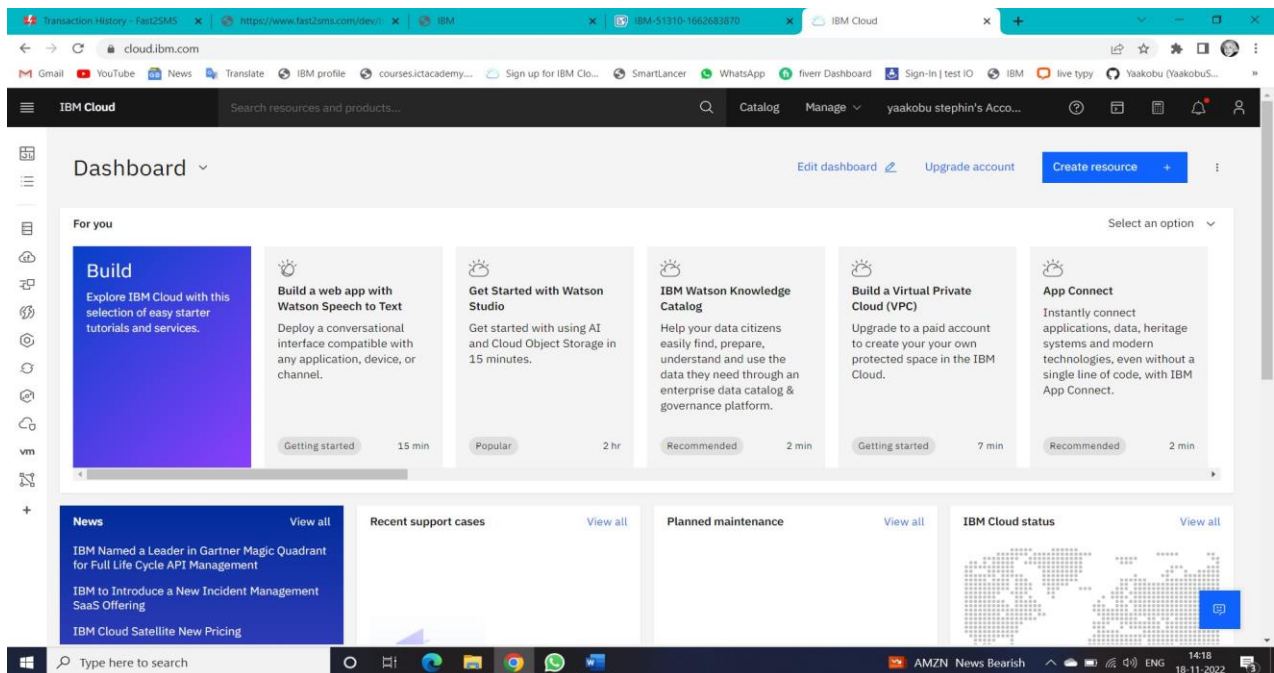 Transaction History - Fast2SMS
https://www.fast2sms.com/dev/
IBM
IBM-51310-1662683870
IBM Cloud
cloud.ibm.com
Gmail
YouTube
News
Translate
IBM profile
courses.ictacademy....
Sign up for IBM Clo...
SmartLancer
WhatsApp
fiverr Dashboard
Sign-In | test IO
IBM
live typy
Yaakobu (YaakobuS...
»
IBM Cloud
Search resources and products...
Catalog
Manage
yaakobu stephin's Acco...
Dashboard
Edit dashboard
Upgrade account
Create resource +
For you
Select an option
Build
Explore IBM Cloud with this
selection of easy starter
tutorials and services.
Build a web app with
Watson Speech to Text
Deploy a conversational
interface compatible with
any application, device, or
channel.
Getting started
15 min
Get Started with Watson
Studio
Get started with using AI
and Cloud Object Storage in
15 minutes.
Popular
2 hr
IBM Watson Knowledge
Catalog
Help your data citizens
easily find, prepare,
understand and use the
data they need through an
enterprise data catalog &
governance platform.
Recommended
2 min
Build a Virtual Private
Cloud (VPC)
Upgrade to a paid account
to create your your own
protected space in the IBM
Cloud.
Getting started
7 min
App Connect
Instantly connect
applications, data, heritage
systems and modern
technologies, even without a
single line of code, with IBM
App Connect.
Recommended
2 min
vm
News
View all
IBM Named a Leader in Gartner Magic Quadrant
for Full Life Cycle API Management
IBM to Introduce a New Incident Management
SaaS Offering
IBM Cloud Satellite New Pricing
Recent support cases
View all
Planned maintenance
View all
IBM Cloud status
View all
Type here to search
AMZN News Bearish
ENG
14:18
18-11-2022
3